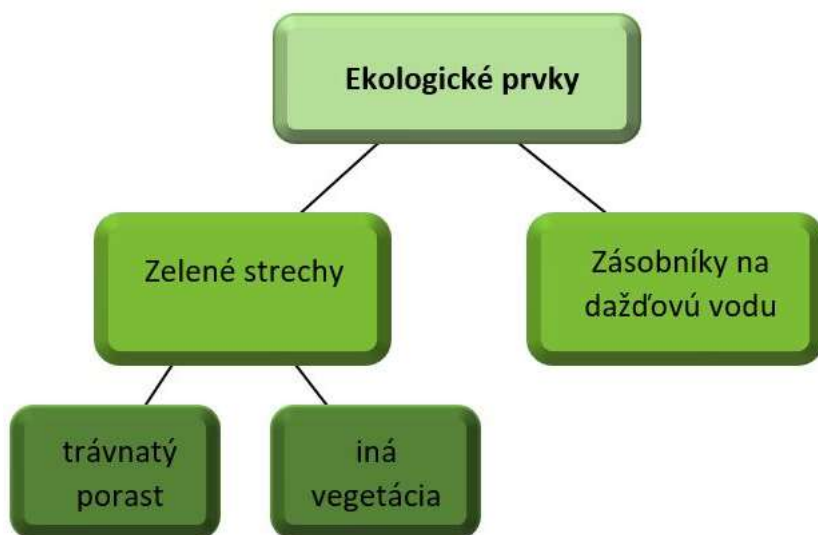 Ekologické prvky
Zelené strechy
Zásobníky na
dažďovú vodu
trávnatý
porast
iná
vegetácia